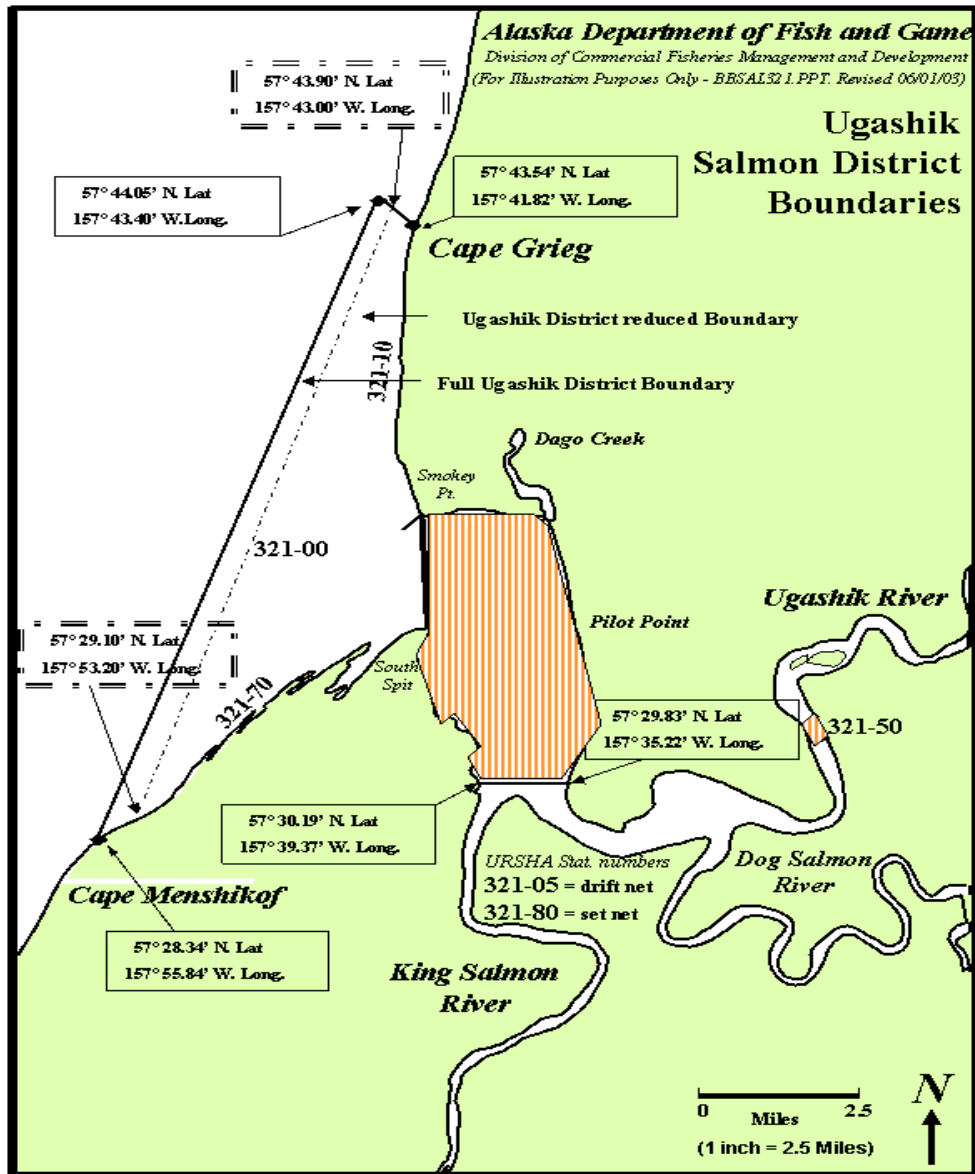 Alaska Department of Fish and Game
Division of Commercial Fisheries Management and Development
(For Illustration Purposes Only - BBSAL321.PPT. Revised 06/01/03)
Ugashik
Salmon District
Boundaries
57° 43.90' N. Lat
157° 43.00' W. Long.
57° 44.05' N. Lat
157° 43.40' W.Long.
57° 43.54' N. Lat
157° 41.82' W. Long.
Cape Grieg
Ugashik District reduced Boundary
321-10
Full Ugashik District Boundary
Dago Creek
Smokey
Pt.
321-00
Ugashik River
Pilot Point
57° 29.10' N. Lat
157° 53.20' W. Long.
South
Spit
321-70
57° 29.83' N. Lat
157° 35.22' W. Long.
321-50
57° 30.19' N. Lat
157° 39.37' W. Long.
URSHA Stat. numbers
321-05 = drift net
321-80 = set net
Dog Salmon
River
Cape Menshikof
57° 28.34' N. Lat
157° 55.84' W. Long.
King Salmon
River
N
0 2.5
Miles
(1 inch = 2.5 Miles)